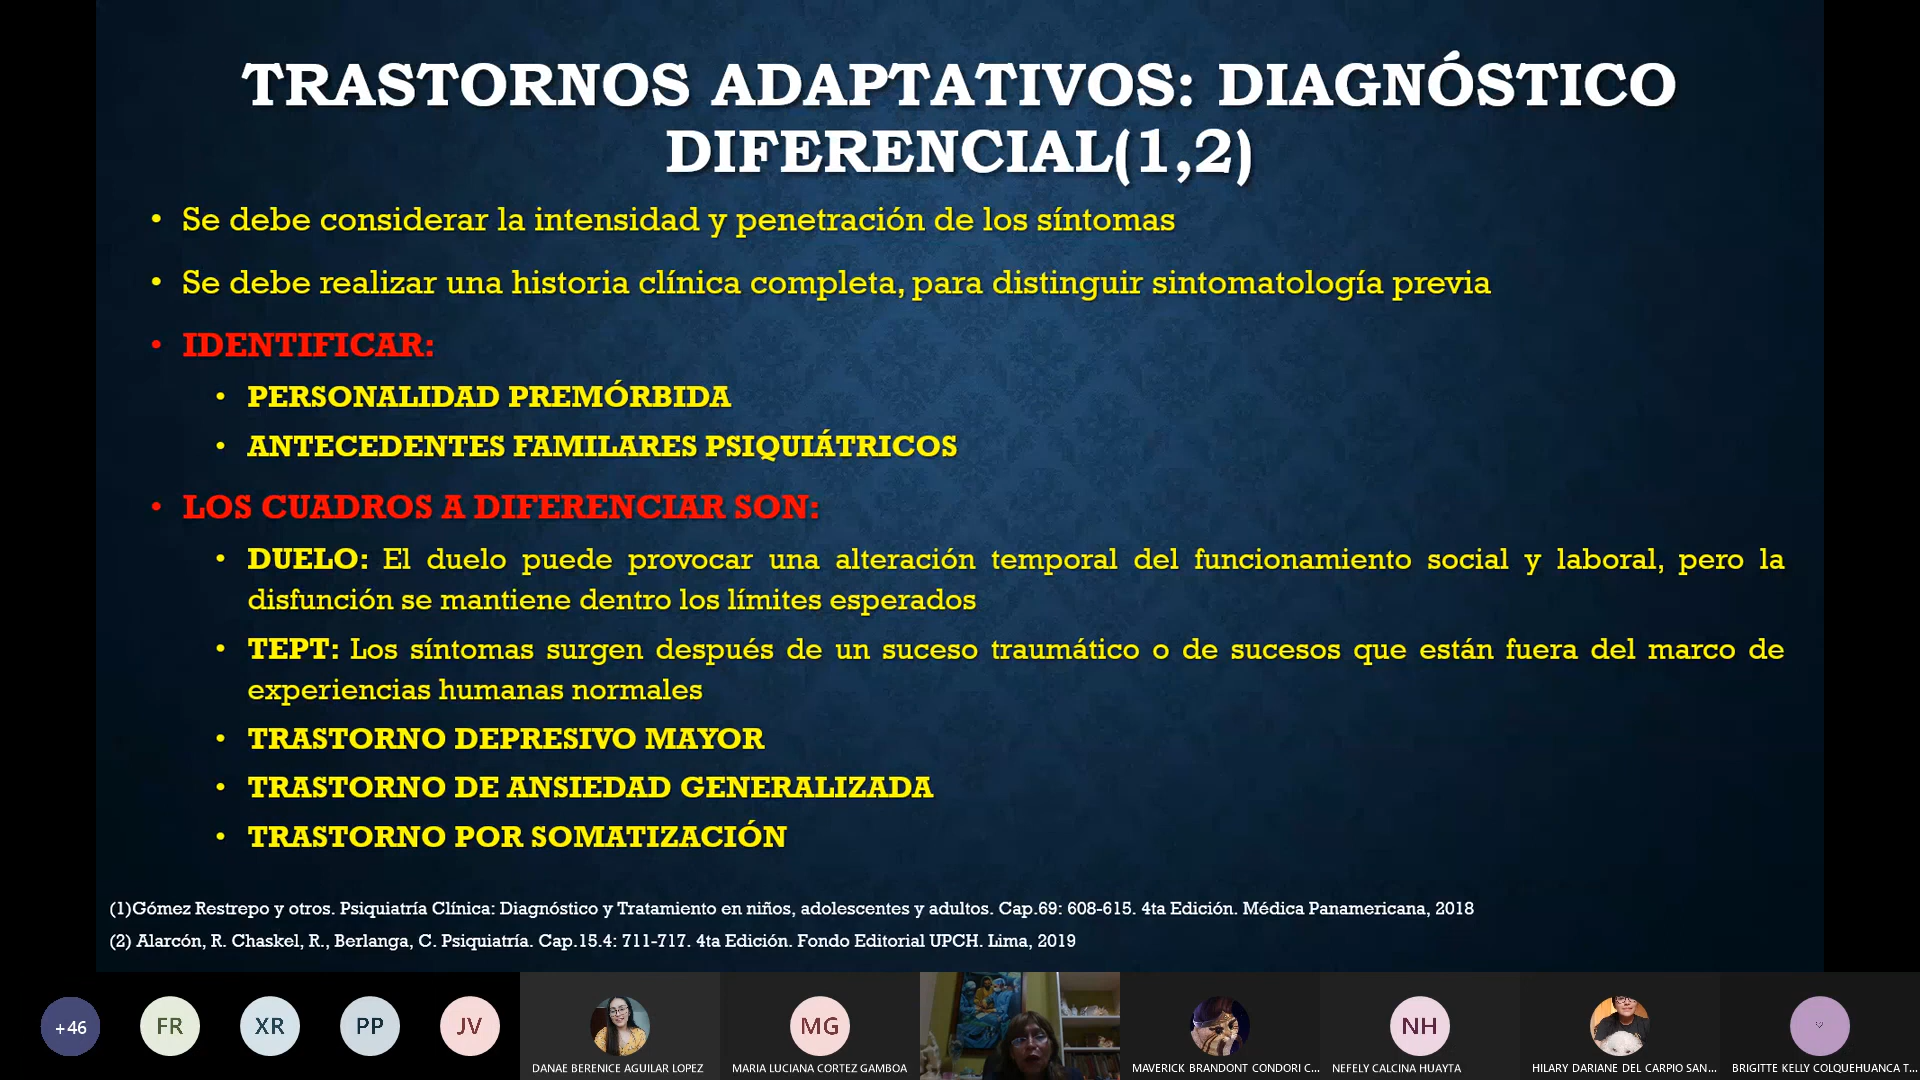 TRASTORNOS ADAPTATIVOS: DIAGNÓSTICO
DIFERENCIAL(1,2)
• Se debe considerar la intensidad y penetración de los síntomas
• Se debe realizar una historia clínica completa, para distinguir sintomatología previa
• IDENTIFICAR:
• PERSONALIDAD PREMÓRBIDA
• ANTECEDENTES FAMILARES PSIQUIÁTRICOS
• LOS CUADROS A DIFERENCIAR SON:
• DUELO: El duelo puede provocar una alteración temporal del funcionamiento social y laboral, pero la
disfunción se mantiene dentro los límites esperados
• TEPT: Los síntomas surgen después de un suceso traumático o de sucesos que están fuera del marco de
experiencias humanas normales
• TRASTORNO DEPRESIVO MAYOR
• TRASTORNO DE ANSIEDAD GENERALIZADA
• TRASTORNO POR SOMATIZACIÓN
(1)Gómez Restrepo y otros. Psiquiatría Clínica: Diagnóstico y Tratamiento en niños, adolescentes y adultos. Cap.69: 608-615. 4ta Edición. Médica Panamericana, 2018
(2) Alarcón, R. Chaskel, R., Berlanga, C. Psiquiatría. Cap.15.4: 711-717. 4ta Edición. Fondo Editorial UPCH. Lima, 2019
+46
FR
XR
PP
JV
MG
NH
DANAE BERENICE AGUILAR LOPEZ
MARIA LUCIANA CORTEZ GAMBOA
MAVERICK BRANDONT CONDORI C...
NEFELY CALCINA HUAYTA
HILARY DARIANE DEL CARPIO SAN...
BRIGITTE KELLY COLQUEHUANCA T...